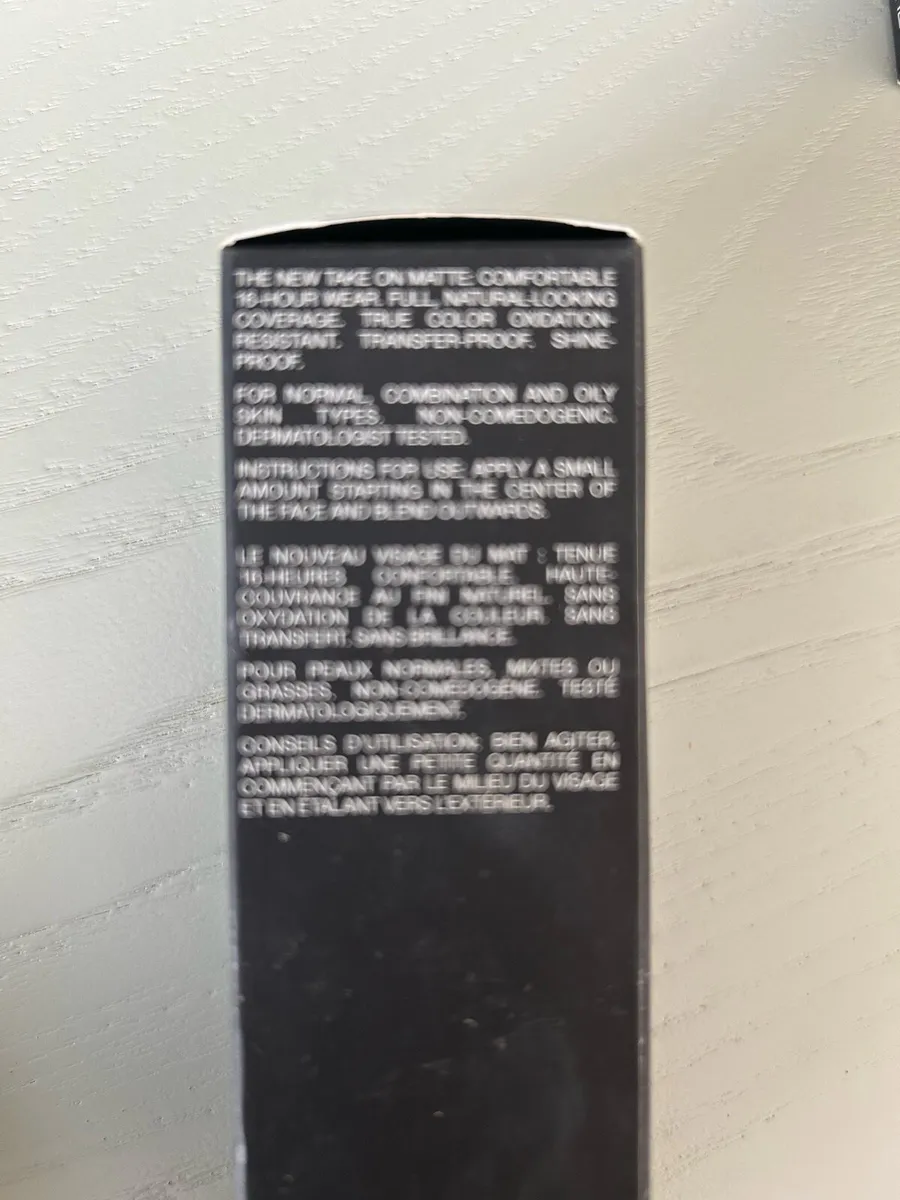 THE NEW TAKE ON MATTE: COMFORTABLE
16-HOUR WEAR. FULL, NATURAL-LOOKING
COVERAGE. TRUE COLOR. OXIDATION-
RESISTANT. TRANSFER-PROOF. SHINE-
PROOF.
FOR NORMAL, COMBINATION AND OILY
SKIN TYPES. NON-COMEDOGENIC.
DERMATOLOGIST TESTED.
INSTRUCTIONS FOR USE: APPLY A SMALL
AMOUNT STARTING IN THE CENTER OF
THE FACE AND BLEND OUTWARDS.
LE NOUVEAU VISAGE DU MAT : TENUE
16-HEURES CONFORTABLE. HAUTE-
COUVRANCE AU FINI NATUREL. SANS
OXYDATION DE LA COULEUR. SANS
TRANSFERT. SANS BRILLANCE.
POUR PEAUX NORMALES, MIXTES OU
GRASSES. NON-COMÉDOGÈNE. TESTÉ
DERMATOLOGIQUEMENT.
CONSEILS D'UTILISATION: BIEN AGITER,
APPLIQUER UNE PETITE QUANTITÉ EN
COMMENÇANT PAR LE MILIEU DU VISAGE
ET EN ÉTALANT VERS L'EXTÉRIEUR.